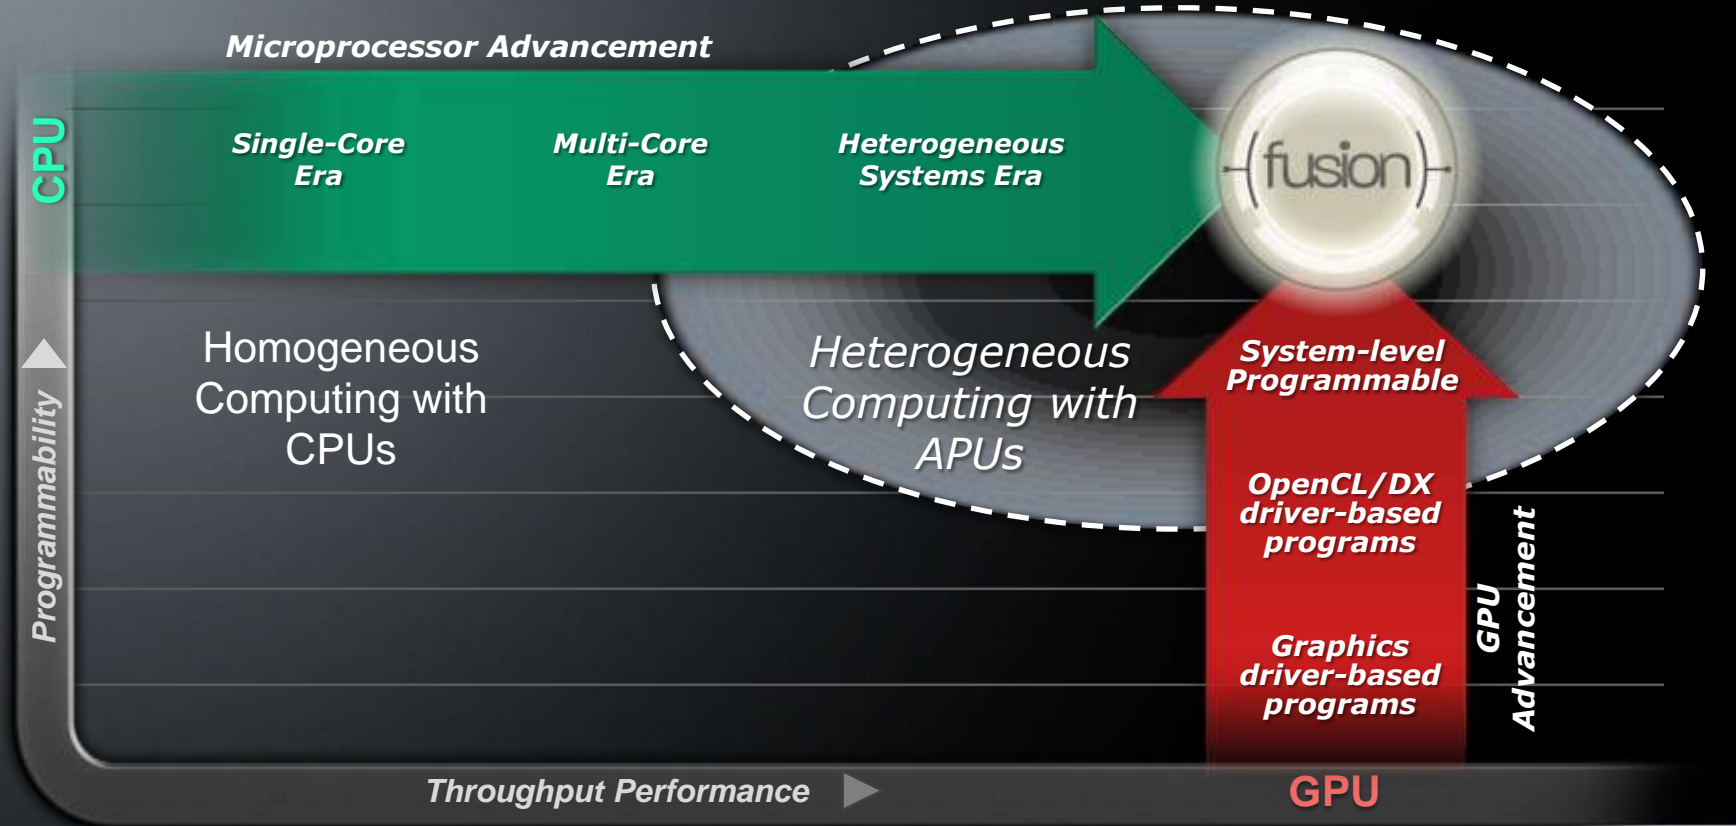 Microprocessor Advancement
CPU
Single-Core
Era
Multi-Core
Era
Heterogeneous
Systems Era
fusion
Homogeneous
Computing with
CPUs
Heterogeneous
Computing with
APUs
System-level
Programmable
OpenCL/DX
driver-based
programs
Graphics
driver-based
programs
GPU
Advancement
Programmability
Throughput Performance
GPU